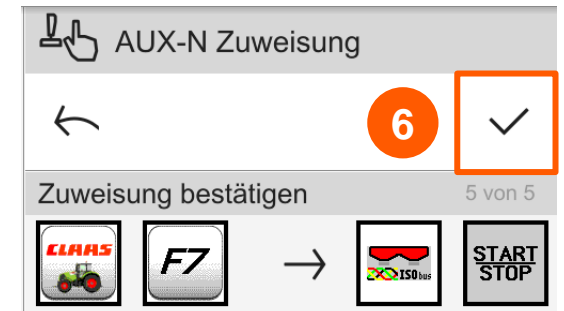 AUX-N Zuweisung
6
Zuweisung bestätigen
5 von 5
CLAAS
F7
ISObus
START
STOP